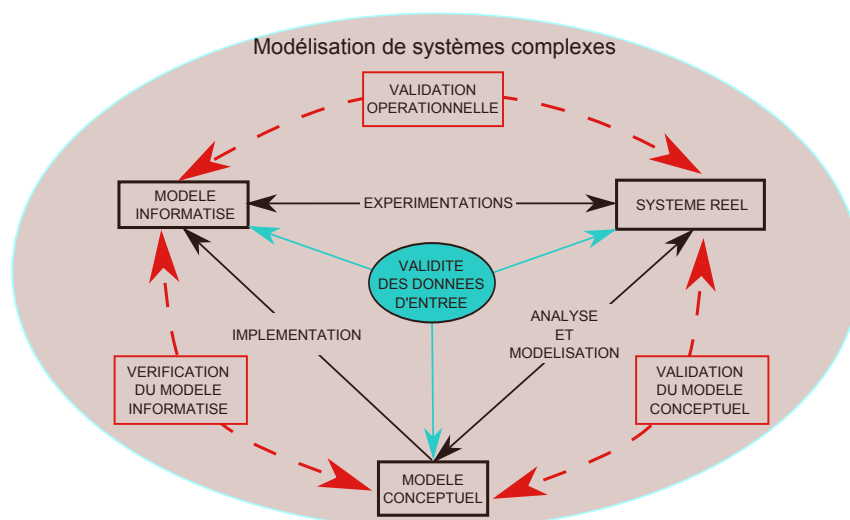 Modélisation de systèmes complexes
VALIDATION
OPERATIONNELLE
MODELE
INFORMATISE
EXPERIMENTATIONS
SYSTEME REEL
VALIDITE
DES DONNEES
D'ENTREE
IMPLEMENTATION
ANALYSE
ET
MODELISATION
VERIFICATION
DU MODELE
INFORMATISE
VALIDATION
DU MODELE
CONCEPTUEL
MODELE
CONCEPTUEL